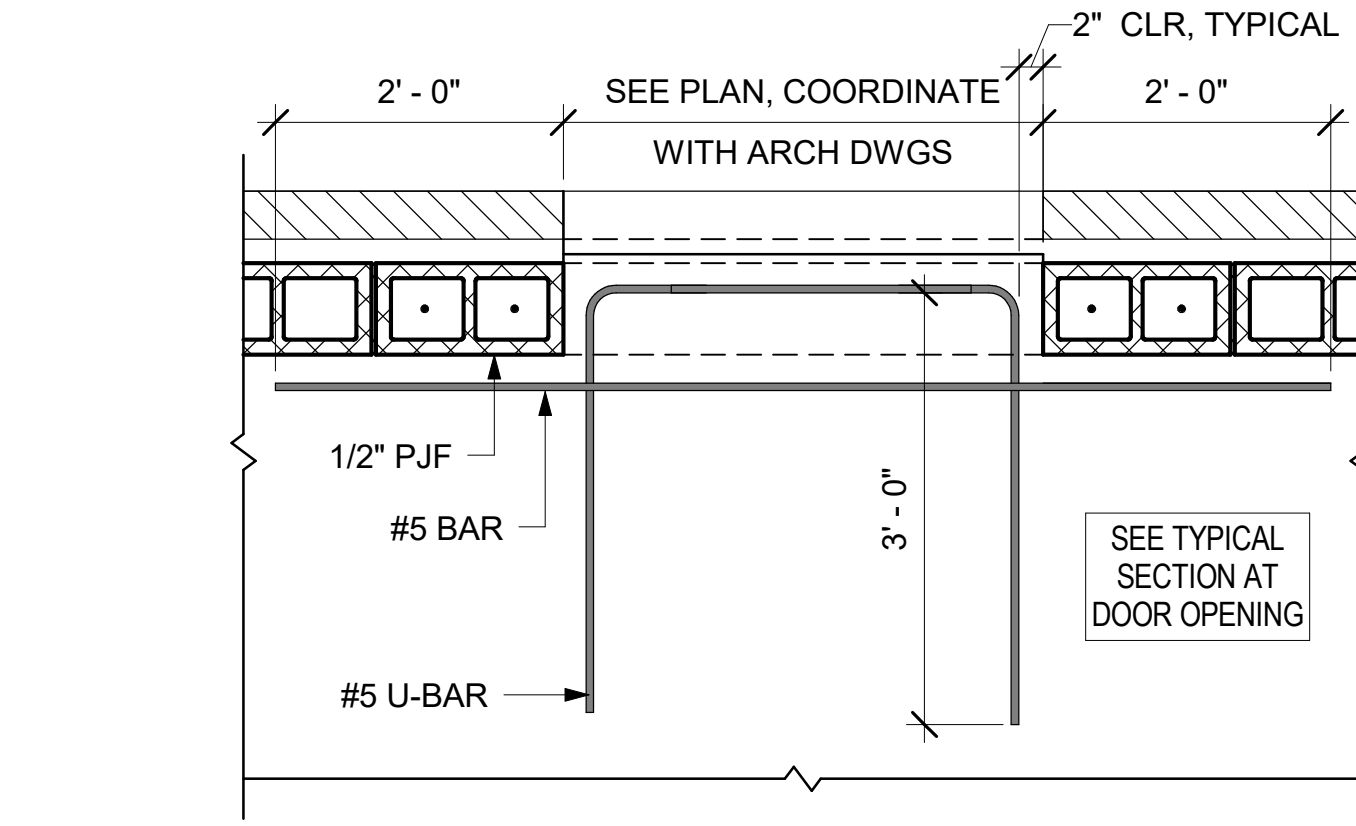 2" CLR, TYPICAL
2' - 0"
SEE PLAN, COORDINATE
WITH ARCH DWGS
2' - 0"
1/2" PJF
#5 BAR
3' - 0"
SEE TYPICAL
SECTION AT
DOOR OPENING
#5 U-BAR